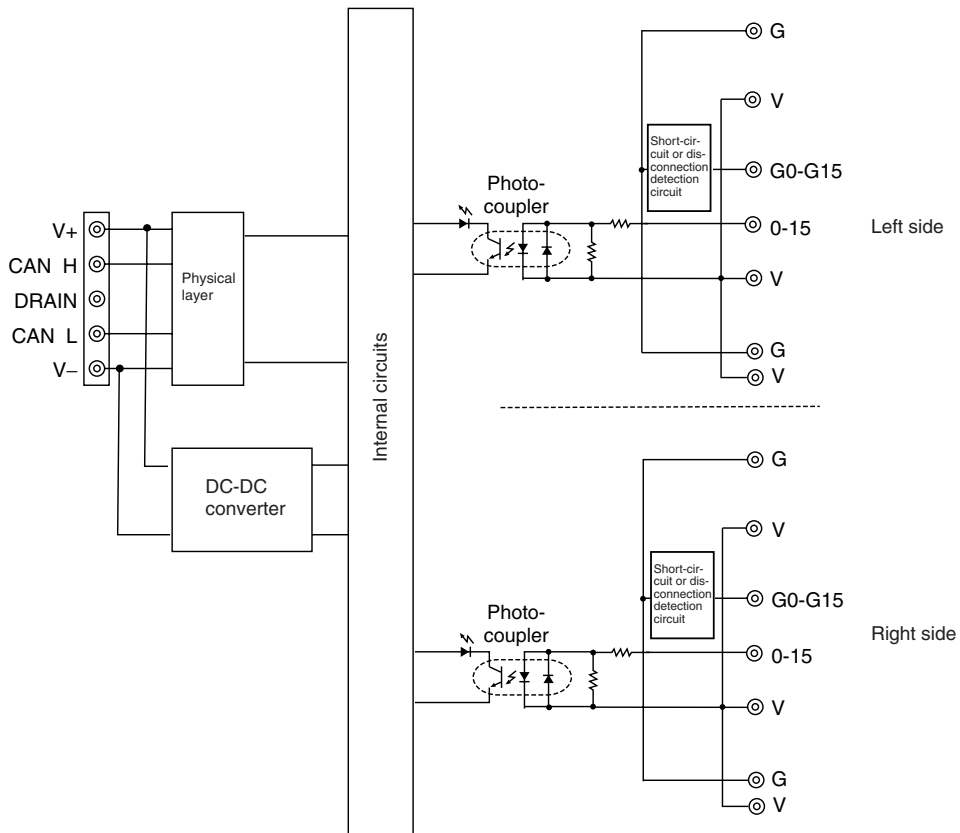 V+
CAN H
DRAIN
CAN L
V–
Physical
layer
DC-DC
converter
Internal circuits
Photo-
coupler
G
V
Short-cir-
cuit or dis-
connection
detection
circuit
G0-G15
0-15
V
G
V
Left side
Photo-
coupler
G
V
Short-cir-
cuit or dis-
connection
detection
circuit
G0-G15
0-15
V
G
V
Right side